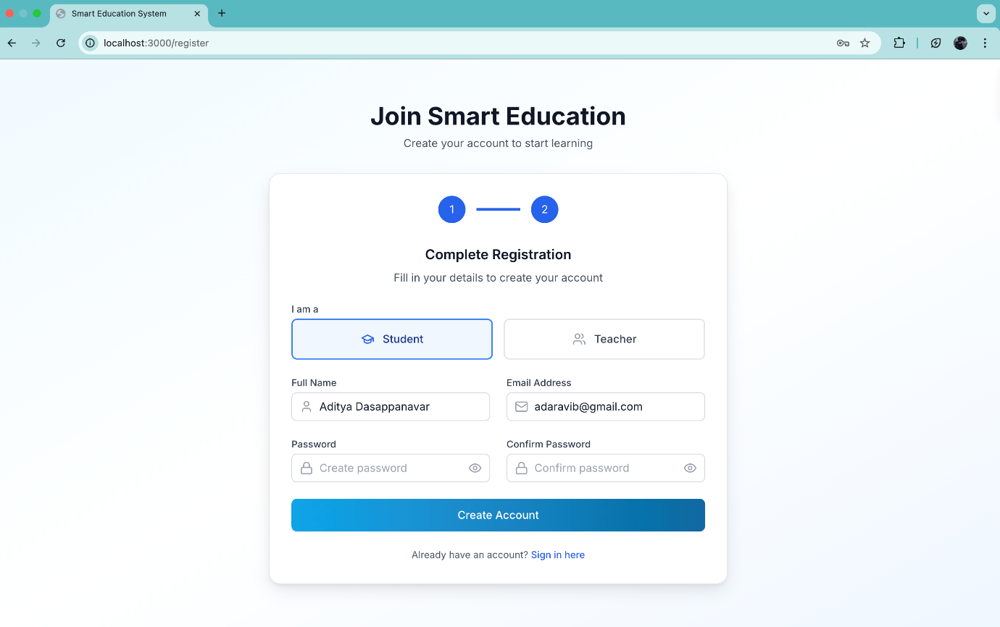 Smart Education System
localhost:3000/register
Join Smart Education
Create your account to start learning
1 2
Complete Registration
Fill in your details to create your account
I am a
Student Teacher
Full Name Email Address
Aditya Dasappanavar adaravib@gmail.com
Password Confirm Password
Create password Confirm password
Create Account
Already have an account? Sign in here